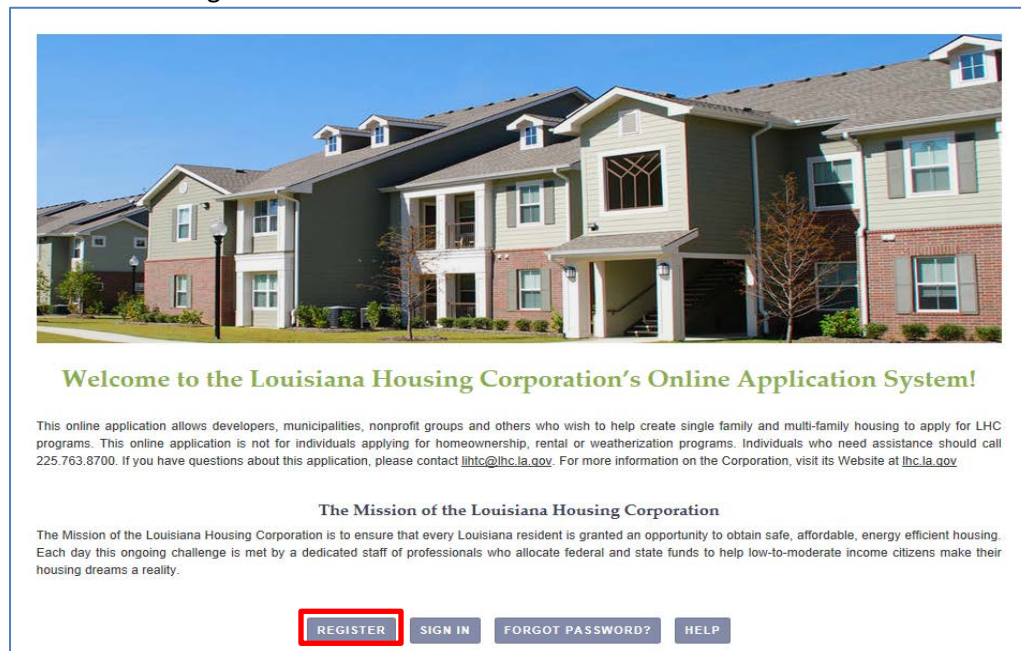 Welcome to the Louisiana Housing Corporation’s Online Application System!
This online application allows developers, municipalities, nonprofit groups and others who wish to help create single family and multi-family housing to apply for LHC
programs. This online application is not for individuals applying for homeownership, rental or weatherization programs. Individuals who need assistance should call
225.763.8700. If you have questions about this application, please contact lihtc@lhc.la.gov. For more information on the Corporation, visit its Website at lhc.la.gov
The Mission of the Louisiana Housing Corporation
The Mission of the Louisiana Housing Corporation is to ensure that every Louisiana resident is granted an opportunity to obtain safe, affordable, energy efficient housing.
Each day this ongoing challenge is met by a dedicated staff of professionals who allocate federal and state funds to help low-to-moderate income citizens make their
housing dreams a reality.
REGISTER SIGN IN FORGOT PASSWORD? HELP